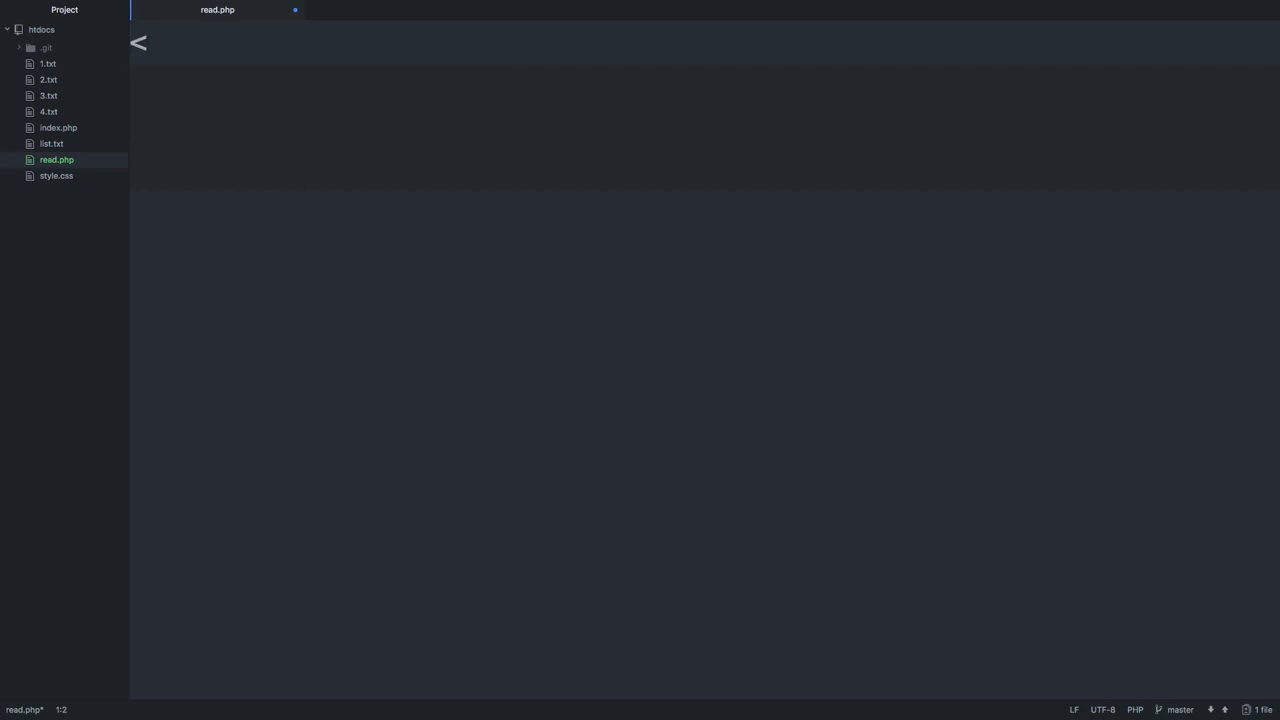 Project
read.php
htdocs
.git
1.txt
2.txt
3.txt
4.txt
index.php
list.txt
read.php
style.css
<
read.php* 1:2 LF UTF-8 PHP master 1 file